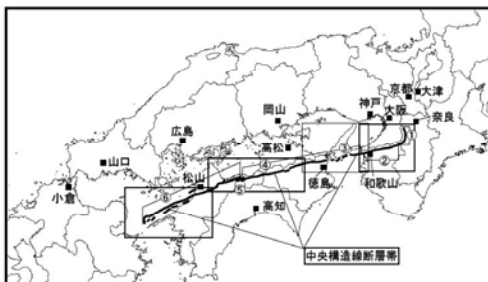 京都
大津
神戸
大阪
奈良
岡山
広島
高松
③
①
②
山口
④
松山
徳島
和歌山
小倉
⑥
⑤
高知
中央構造線断層帯